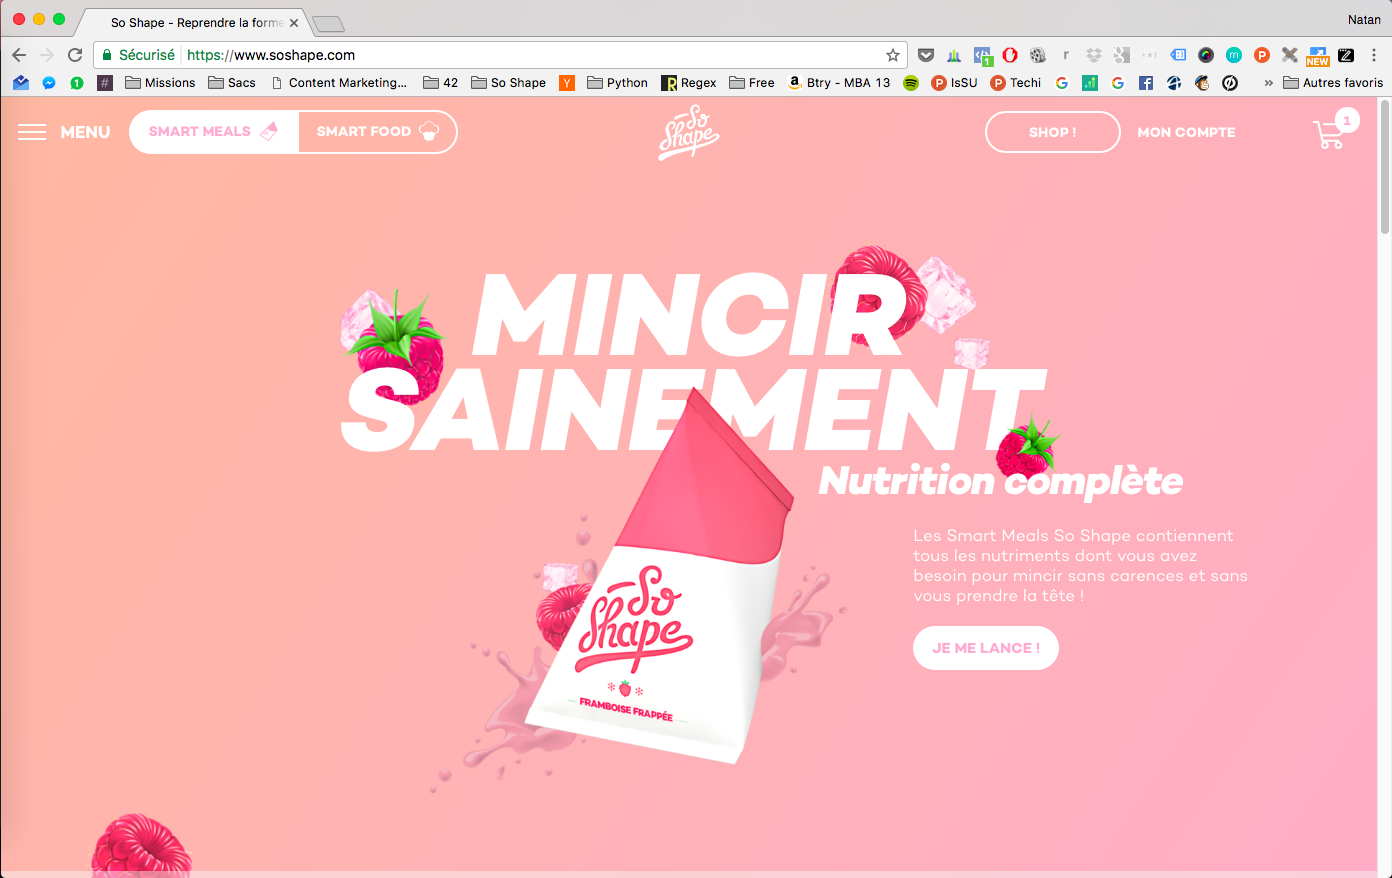 So Shape - Reprendre la forme
Natan
Sécurisé
https://www.soshape.com
1
NEW
Missions
Sacs
Content Marketing...
42
So Shape
Python
Regex
Free
Btry - MBA 13
IsSU
Techi
Autres favoris
MENU
SMART MEALS
SMART FOOD
So Shape
SHOP !
MON COMPTE
1
MINCIR
SAINEMENT
Nutrition complète
Les Smart Meals So Shape contiennent
tous les nutriments dont vous avez
besoin pour mincir sans carences et sans
vous prendre la tête !
JE ME LANCE !
So
Shape
FRAMBOISE FRAPPÉE